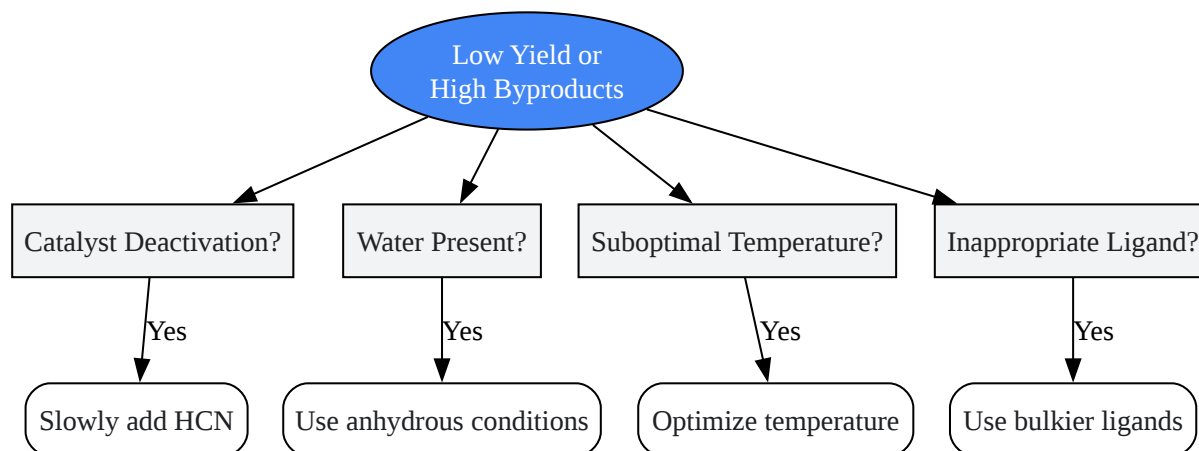 Low Yield or
High Byproducts
Catalyst Deactivation?
Water Present?
Suboptimal Temperature?
Inappropriate Ligand?
Yes
Yes
Yes
Yes
Slowly add HCN
Use anhydrous conditions
Optimize temperature
Use bulkier ligands